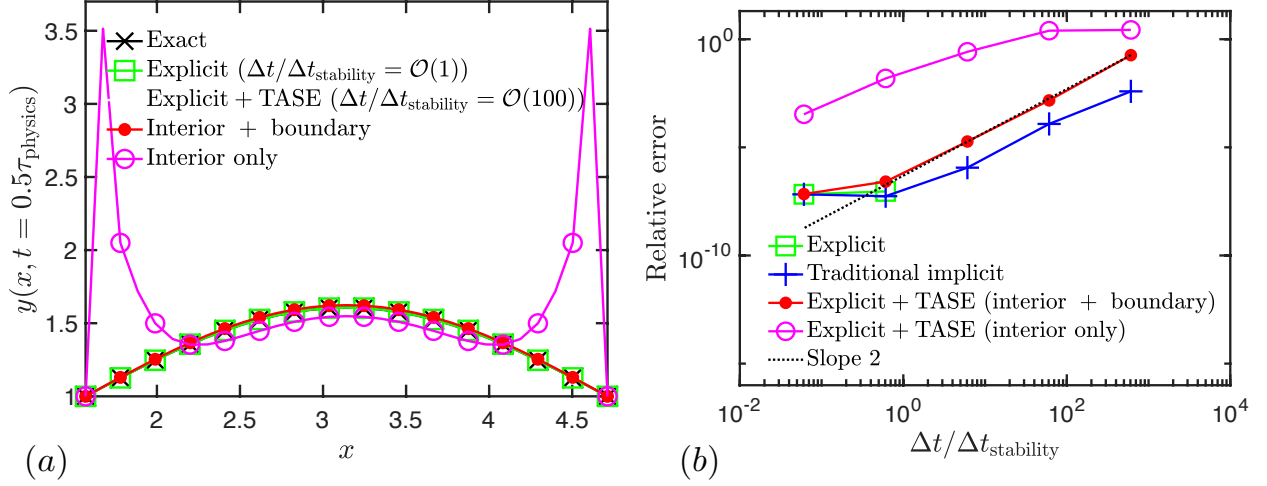 y(x, t = 0.5τ_physics)
3.5
3
2.5
2
1.5
1
Exact
Explicit (Δt/Δt_stability = 𝒪(1))
Explicit + TASE (Δt/Δt_stability = 𝒪(100))
Interior + boundary
Interior only
2 2.5 3 3.5 4 4.5
x
(a)
Relative error
10^0
10^-10
Explicit
Traditional implicit
Explicit + TASE (interior + boundary)
Explicit + TASE (interior only)
Slope 2
10^-2 10^0 10^2 10^4
Δt/Δt_stability
(b)